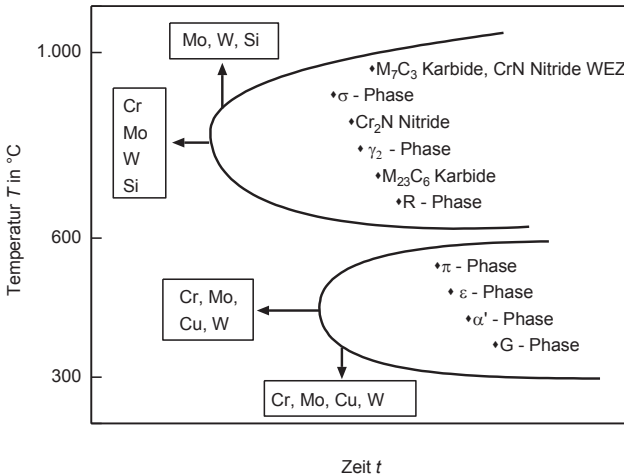 Temperatur T in °C
1.000
600
300
Mo, W, Si
Cr
Mo
W
Si
M₇C₃ Karbide, CrN Nitride WEZ
σ - Phase
Cr₂N Nitride
γ₂ - Phase
M₂₃C₆ Karbide
R - Phase
Cr, Mo,
Cu, W
π - Phase
ε - Phase
α' - Phase
G - Phase
Cr, Mo, Cu, W
Zeit t